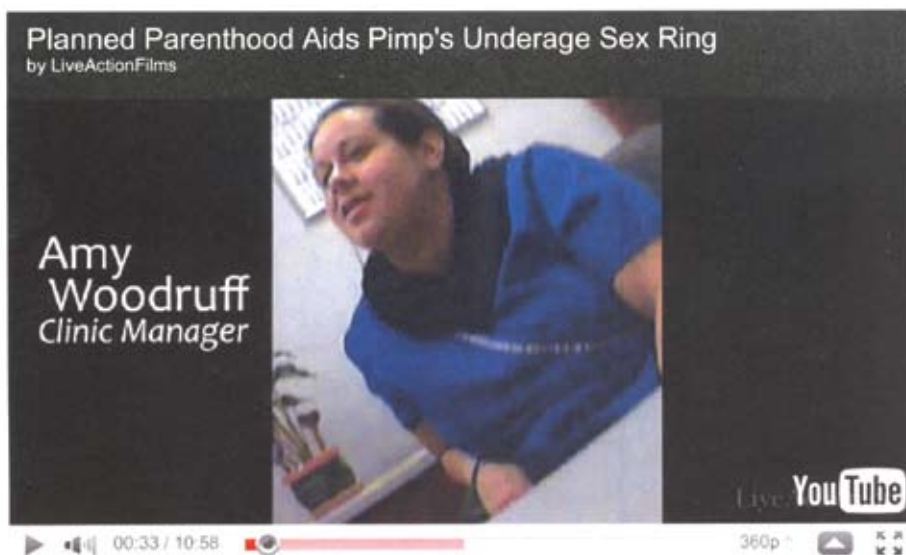 Planned Parenthood Aids Pimp's Underage Sex Ring
by LiveActionFilms
Amy
Woodruff
Clinic Manager
Live
YouTube
00:33 / 10:58
360p